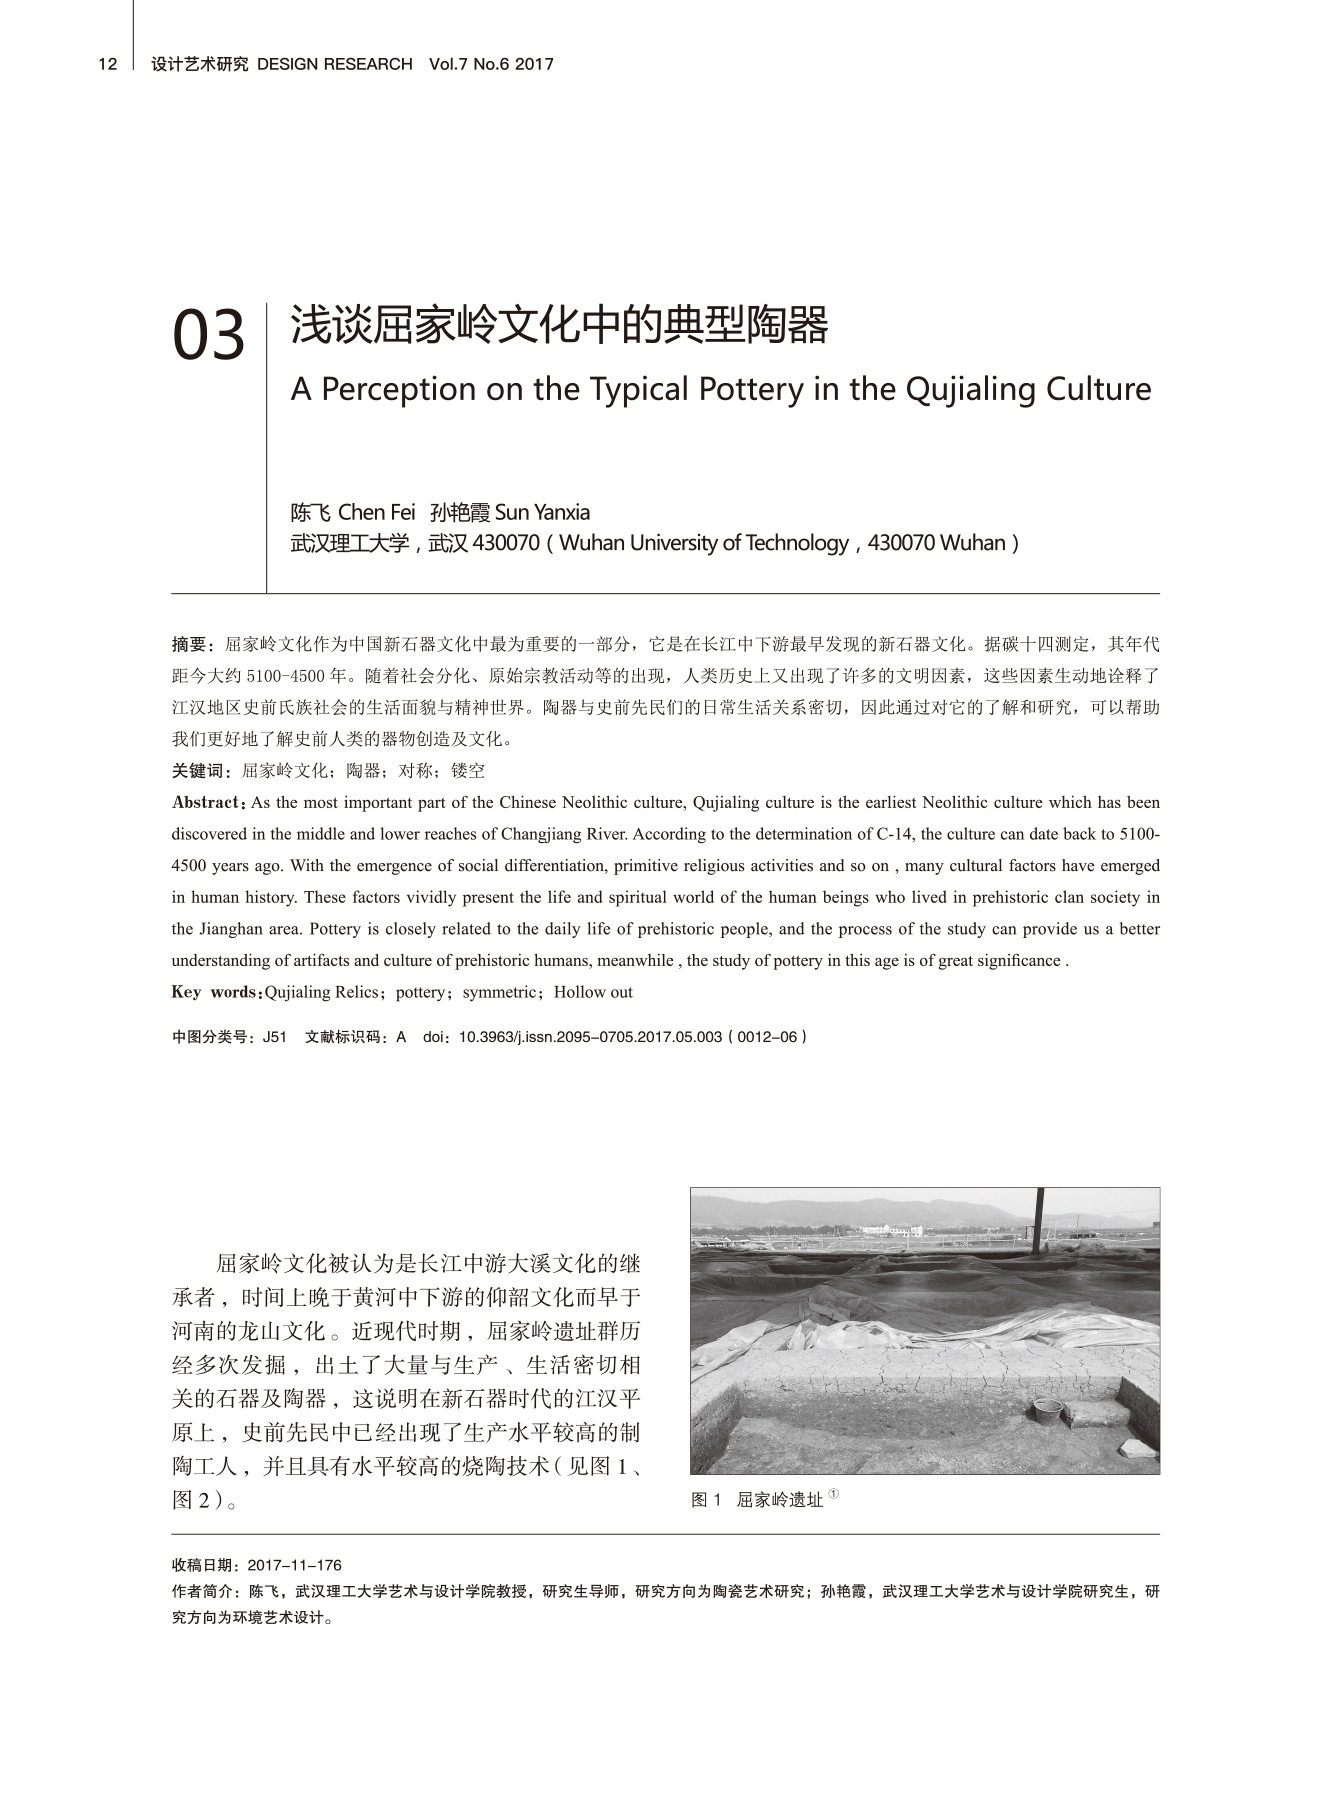 12 设计艺术研究 DESIGN RESEARCH Vol.7 No.6 2017
03
浅谈屈家岭文化中的典型陶器
A Perception on the Typical Pottery in the Qujialing Culture
陈飞 Chen Fei 孙艳霞 Sun Yanxia
武汉理工大学，武汉 430070（Wuhan University of Technology，430070 Wuhan）
摘要：屈家岭文化作为中国新石器文化中最为重要的一部分，它是在长江中下游最早发现的新石器文化。据碳十四测定，其年代
距今大约 5100-4500 年。随着社会分化、原始宗教活动等的出现，人类历史上又出现了许多的文明因素，这些因素生动地诠释了
江汉地区史前氏族社会的生活面貌与精神世界。陶器与史前先民们的日常生活关系密切，因此通过对它的了解和研究，可以帮助
我们更好地了解史前人类的器物创造及文化。
关键词：屈家岭文化；陶器；对称；镂空
Abstract: As the most important part of the Chinese Neolithic culture, Qujialing culture is the earliest Neolithic culture which has been
discovered in the middle and lower reaches of Changjiang River. According to the determination of C-14, the culture can date back to 5100-
4500 years ago. With the emergence of social differentiation, primitive religious activities and so on , many cultural factors have emerged
in human history. These factors vividly present the life and spiritual world of the human beings who lived in prehistoric clan society in
the Jianghan area. Pottery is closely related to the daily life of prehistoric people, and the process of the study can provide us a better
understanding of artifacts and culture of prehistoric humans, meanwhile , the study of pottery in this age is of great significance .
Key words:Qujialing Relics；pottery；symmetric；Hollow out
中图分类号：J51 文献标识码：A doi：10.3963/j.issn.2095-0705.2017.05.003（0012-06）
屈家岭文化被认为是长江中游大溪文化的继
承者，时间上晚于黄河中下游的仰韶文化而早于
河南的龙山文化。近现代时期，屈家岭遗址群历
经多次发掘，出土了大量与生产、生活密切相
关的石器及陶器，这说明在新石器时代的江汉平
原上，史前先民中已经出现了生产水平较高的制
陶工人，并且具有水平较高的烧陶技术（见图 1、
图 2）。
图 1 屈家岭遗址①
收稿日期：2017-11-176
作者简介：陈飞，武汉理工大学艺术与设计学院教授，研究生导师，研究方向为陶瓷艺术研究；孙艳霞，武汉理工大学艺术与设计学院研究生，研
究方向为环境艺术设计。